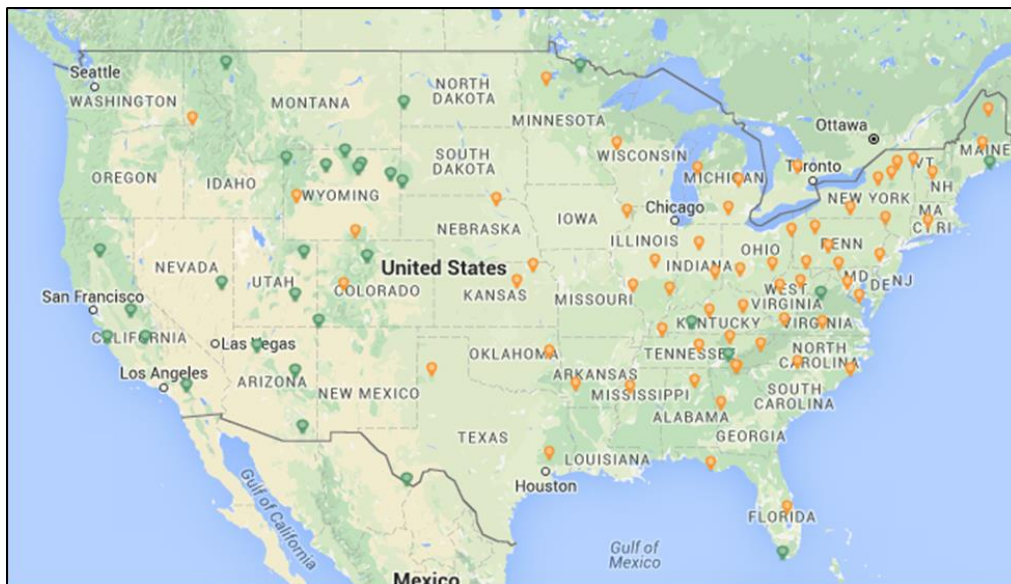 Seattle
WASHINGTON
MONTANA
NORTH
DAKOTA
MINNESOTA
Ottawa
MAINE
OREGON
IDAHO
WYOMING
SOUTH
DAKOTA
WISCONSIN
MICHIGAN
Toronto
VT
NH
NEW YORK
MA
CT RI
NEBRASKA
IOWA
Chicago
ILLINOIS
INDIANA
OHIO
PENN
NEVADA
UTAH
COLORADO
United States
KANSAS
MISSOURI
WEST
VIRGINIA
MD
DE
NJ
San Francisco
CALIFORNIA
Las Vegas
KENTUCKY
VIRGINIA
Los Angeles
ARIZONA
NEW MEXICO
OKLAHOMA
ARKANSAS
TENNESSEE
NORTH
CAROLINA
MISSISSIPPI
ALABAMA
SOUTH
CAROLINA
GEORGIA
TEXAS
LOUISIANA
Houston
FLORIDA
Gulf of California
Gulf of
Mexico
Mexico